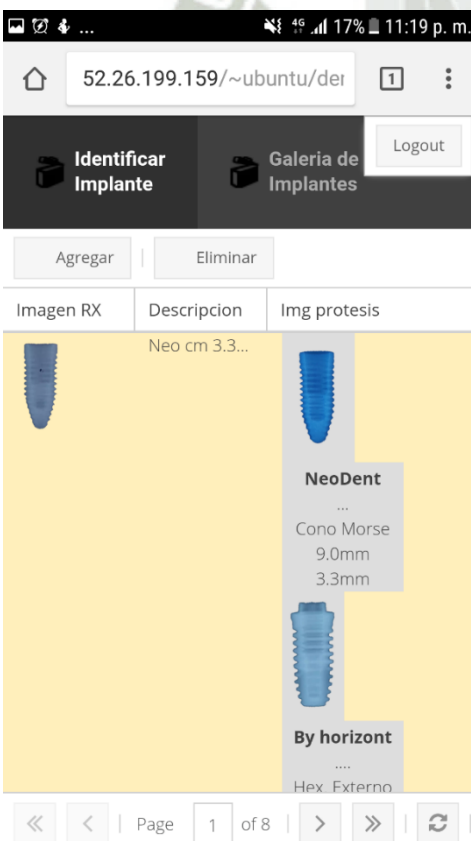 ... 4G 17% 11:19 p. m.
52.26.199.159/~ubuntu/der 1
Identificar Implante
Galeria de Implantes
Logout
Agregar Eliminar
Imagen RX Descripcion Img protesis
Neo cm 3.3...
NeoDent
...
Cono Morse
9.0mm
3.3mm
By horizont
....
Hex Externo
Page 1 of 8